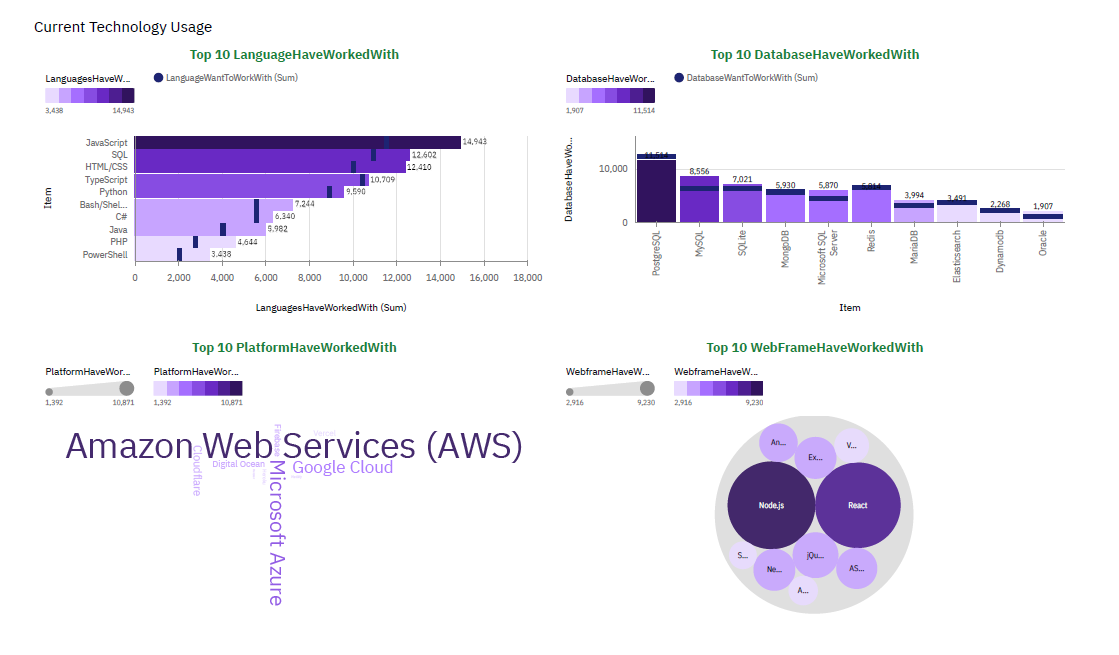 Current Technology Usage
Top 10 LanguageHaveWorkedWith
LanguagesHaveW...
LanguageWantToWorkWith (Sum)
3,438 14,943
Item
JavaScript 14,943
SQL 12,602
HTML/CSS 12,410
TypeScript 10,709
Python 9,590
Bash/Shel... 7,244
C# 6,340
Java 5,982
PHP 4,644
PowerShell 3,438
0 2,000 4,000 6,000 8,000 10,000 12,000 14,000 16,000 18,000
LanguagesHaveWorkedWith (Sum)
Top 10 DatabaseHaveWorkedWith
DatabaseHaveWor...
DatabaseWantToWorkWith (Sum)
1,907 11,514
DatabaseHaveWo...
10,000
0
11,514 8,556 7,021 5,930 5,870 5,814 3,994 3,491 2,268 1,907
PostgreSQL
MySQL
SQLite
MongoDB
Microsoft SQL
Server
Redis
MariaDB
Elasticsearch
Dynamodb
Oracle
Item
Top 10 PlatformHaveWorkedWith
PlatformHaveWor... PlatformHaveWor...
1,392 10,871 1,392 10,871
Amazon Web Services (AWS)
Firebase
Vercel
Cloudflare
Digital Ocean
Google Cloud
Microsoft Azure
Top 10 WebFrameHaveWorkedWith
WebframeHaveW... WebframeHaveW...
2,916 9,230 2,916 9,230
An...
Ex...
V...
Node.js
React
S...
Ne...
jQu...
AS...
A...